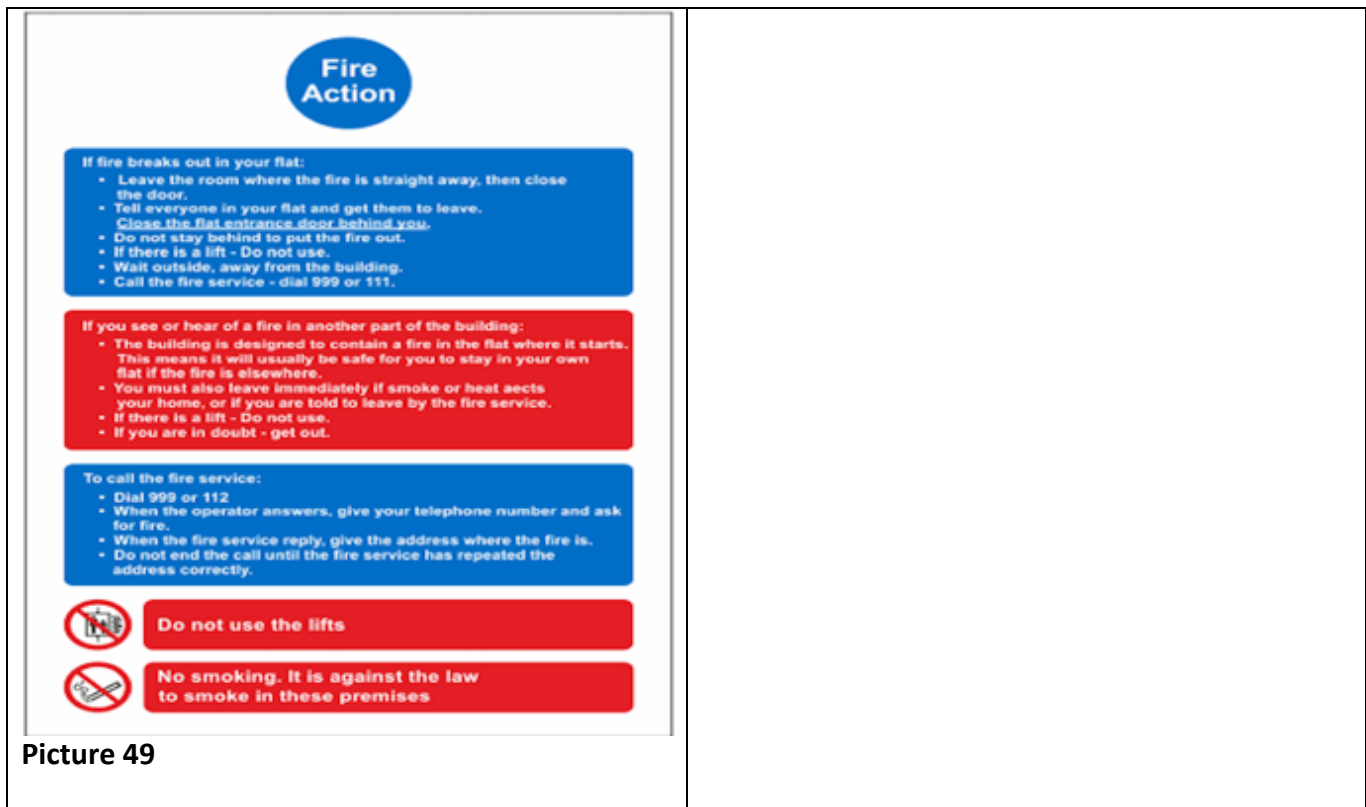 Fire
Action
If fire breaks out in your flat:
• Leave the room where the fire is straight away, then close
the door.
• Tell everyone in your flat and get them to leave.
Close the flat entrance door behind you.
• Do not stay behind to put the fire out.
• If there is a lift - Do not use.
• Wait outside, away from the building.
• Call the fire service - dial 999 or 111.
If you see or hear of a fire in another part of the building:
• The building is designed to contain a fire in the flat where it starts.
This means it will usually be safe for you to stay in your own
flat if the fire is elsewhere.
• You must also leave immediately if smoke or heat aects
your home, or if you are told to leave by the fire service.
• If there is a lift - Do not use.
• If you are in doubt - get out.
To call the fire service:
• Dial 999 or 112
• When the operator answers, give your telephone number and ask
for fire.
• When the fire service reply, give the address where the fire is.
• Do not end the call until the fire service has repeated the
address correctly.
Do not use the lifts
No smoking. It is against the law
to smoke in these premises
Picture 49